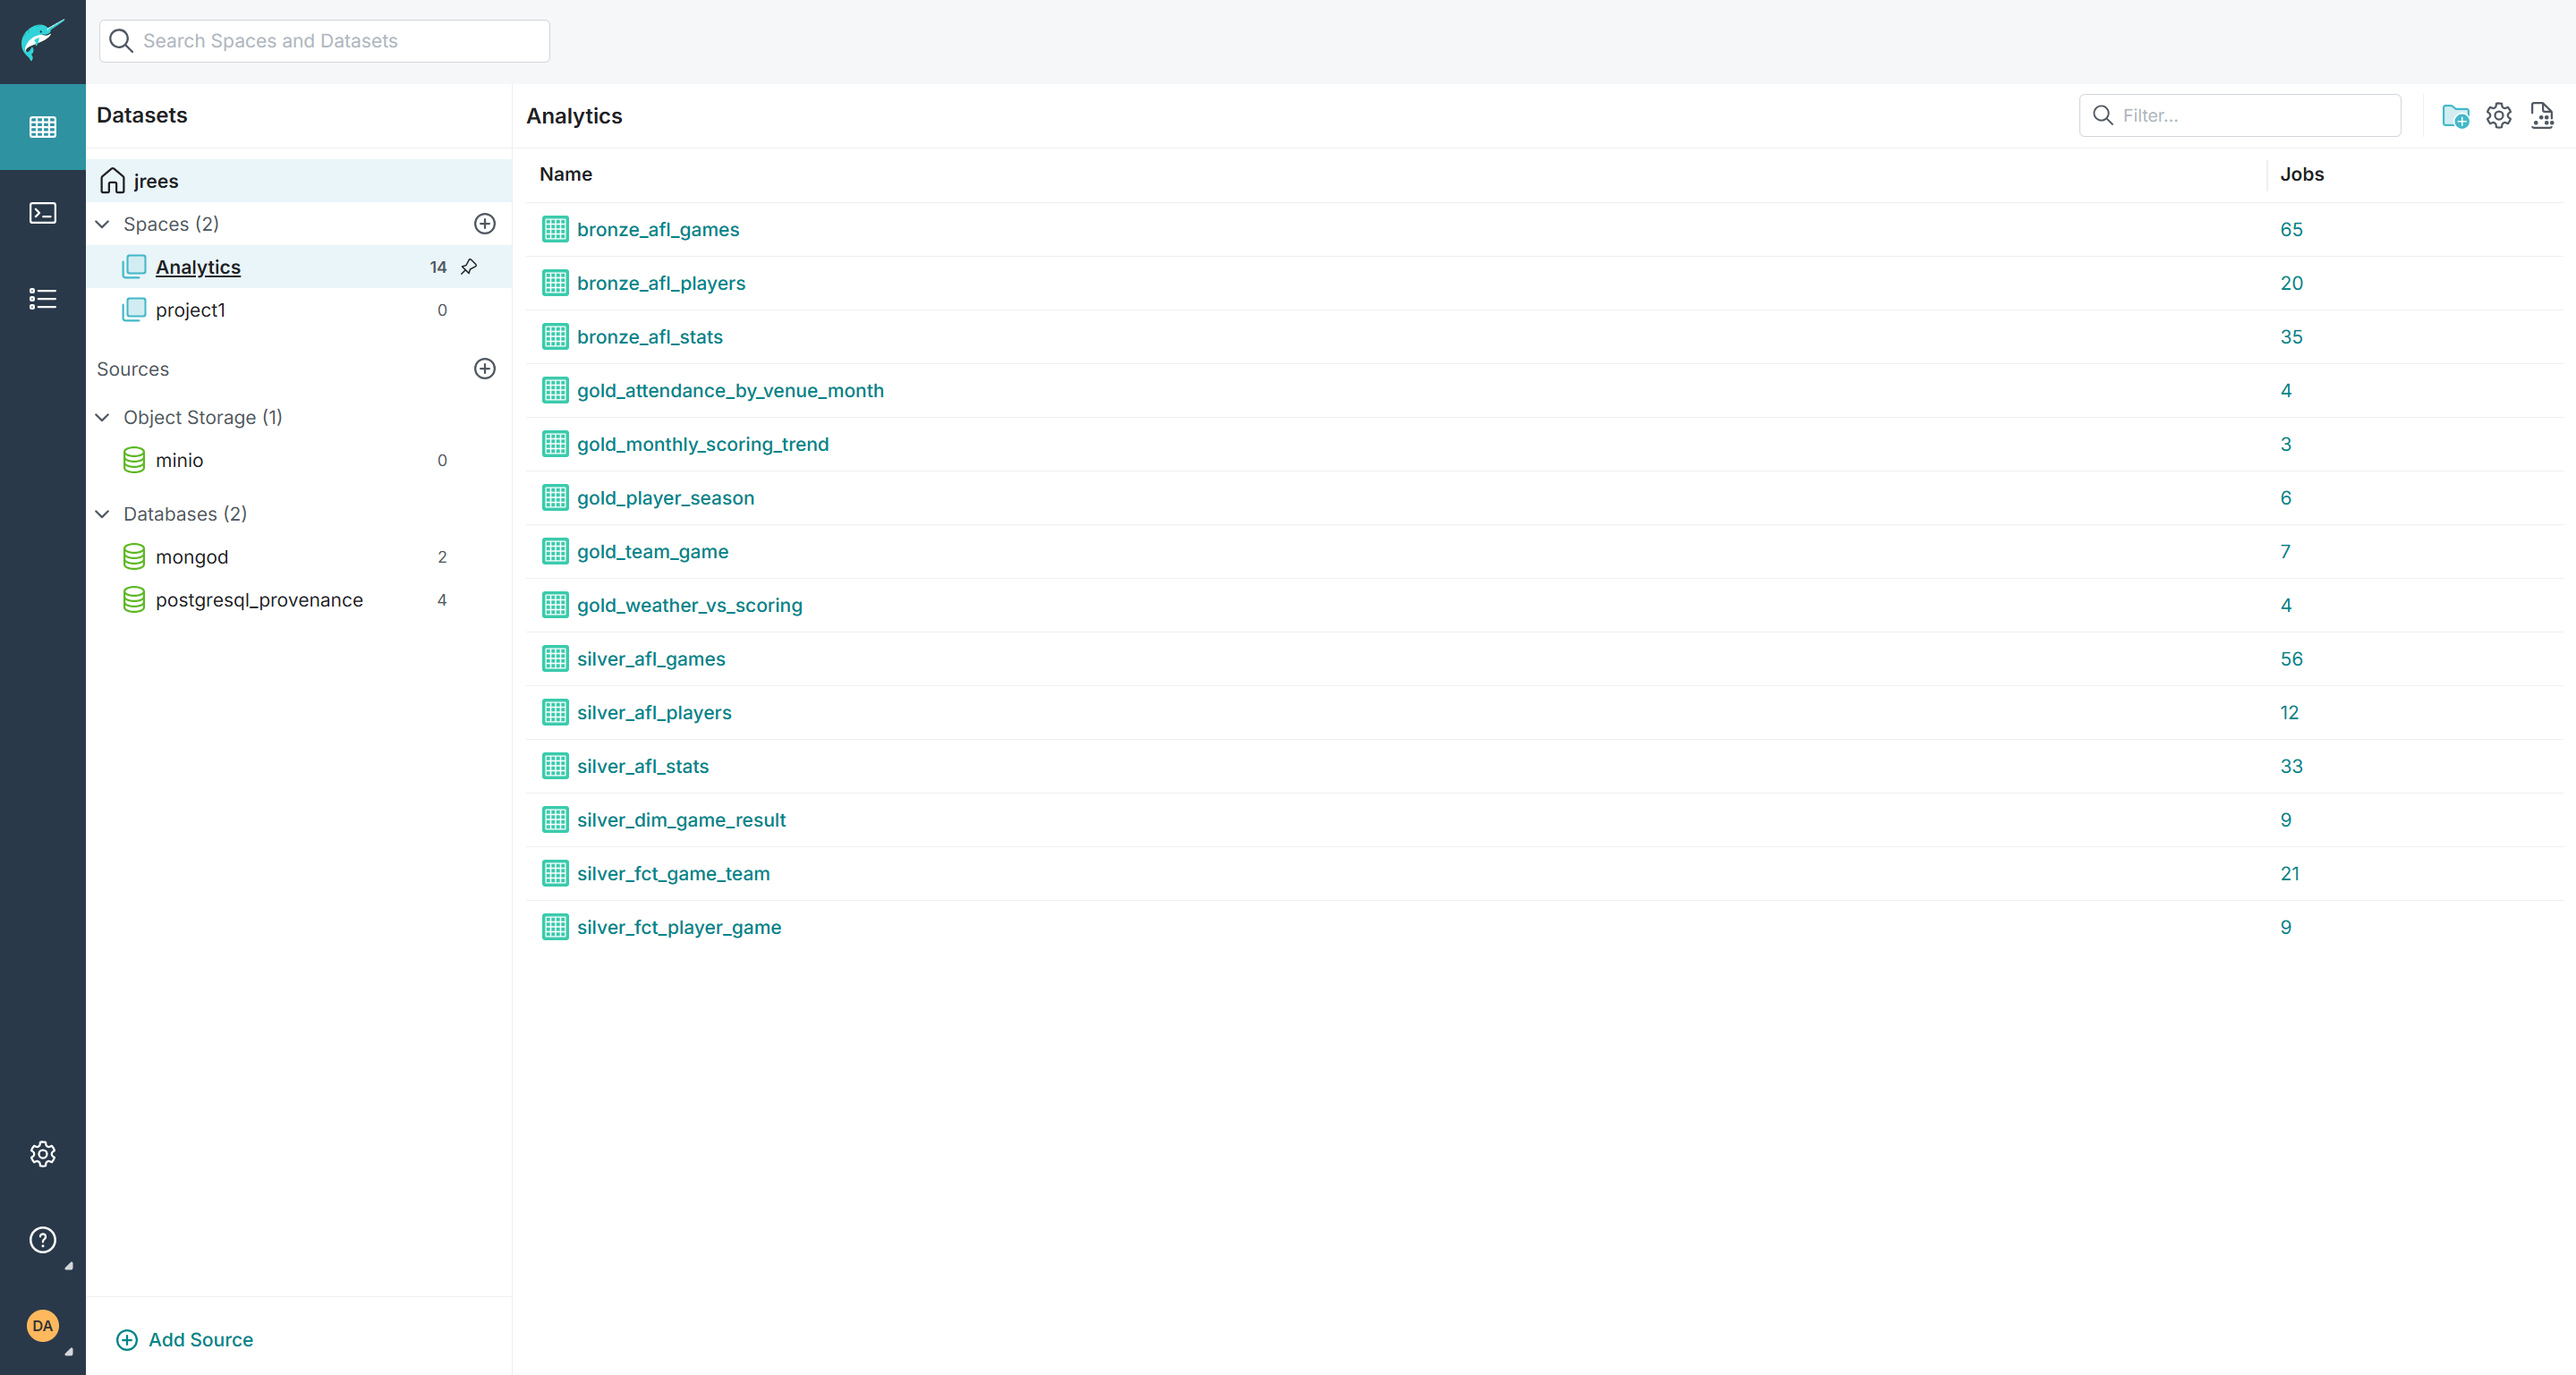 Search Spaces and Datasets
Datasets
jrees
Spaces (2)
Analytics 14
project1 0
Sources
Object Storage (1)
minio 0
Databases (2)
mongod 2
postgresql_provenance 4
Add Source
DA
Analytics
Filter...
Name Jobs
bronze_afl_games 65
bronze_afl_players 20
bronze_afl_stats 35
gold_attendance_by_venue_month 4
gold_monthly_scoring_trend 3
gold_player_season 6
gold_team_game 7
gold_weather_vs_scoring 4
silver_afl_games 56
silver_afl_players 12
silver_afl_stats 33
silver_dim_game_result 9
silver_fct_game_team 21
silver_fct_player_game 9